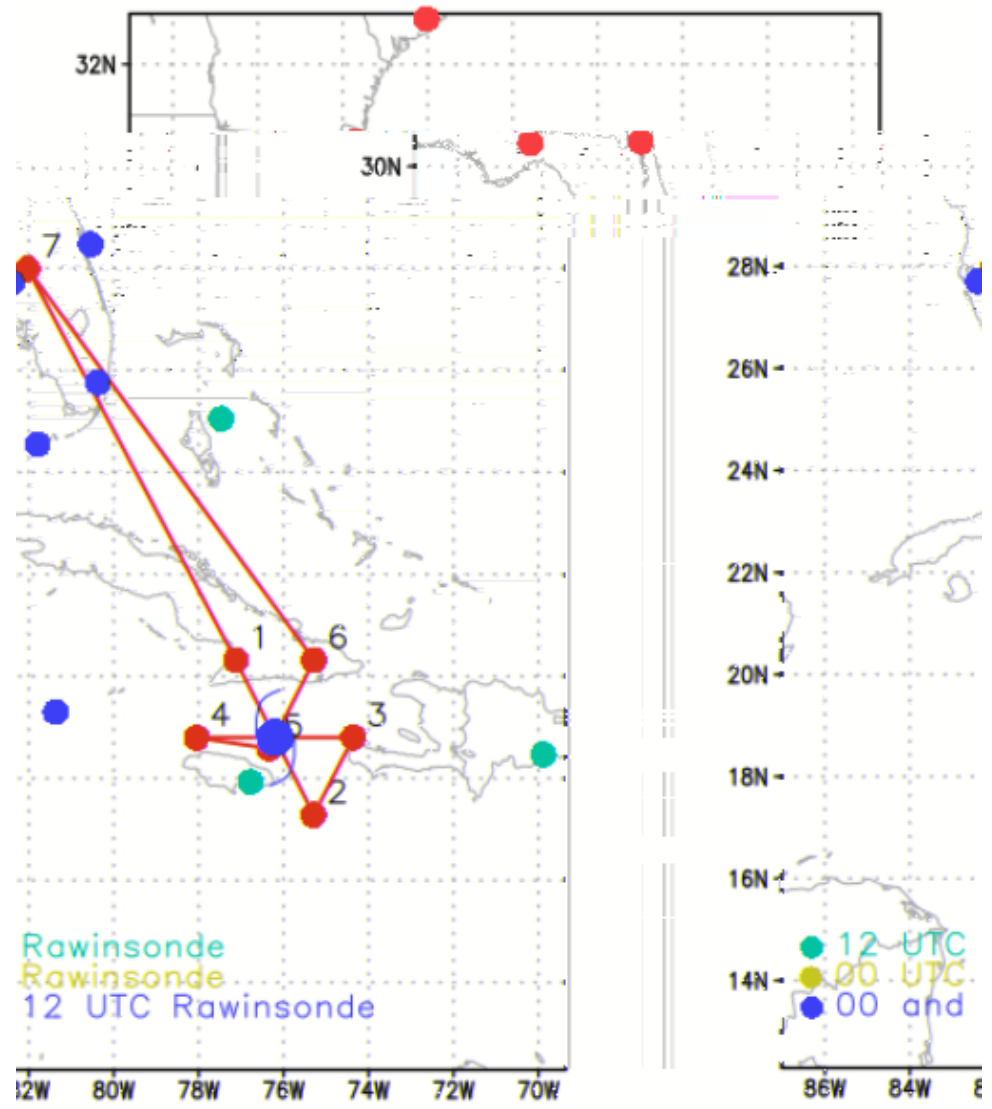 32N
30N
7
28N
26N
24N
22N
1 6
20N
4 5 3
18N
2
16N
Rawinsonde 12 UTC
Rawinsonde 00 UTC
14N
12 UTC Rawinsonde 00 and
80W 78W 76W 74W 72W 70W 86W 84W